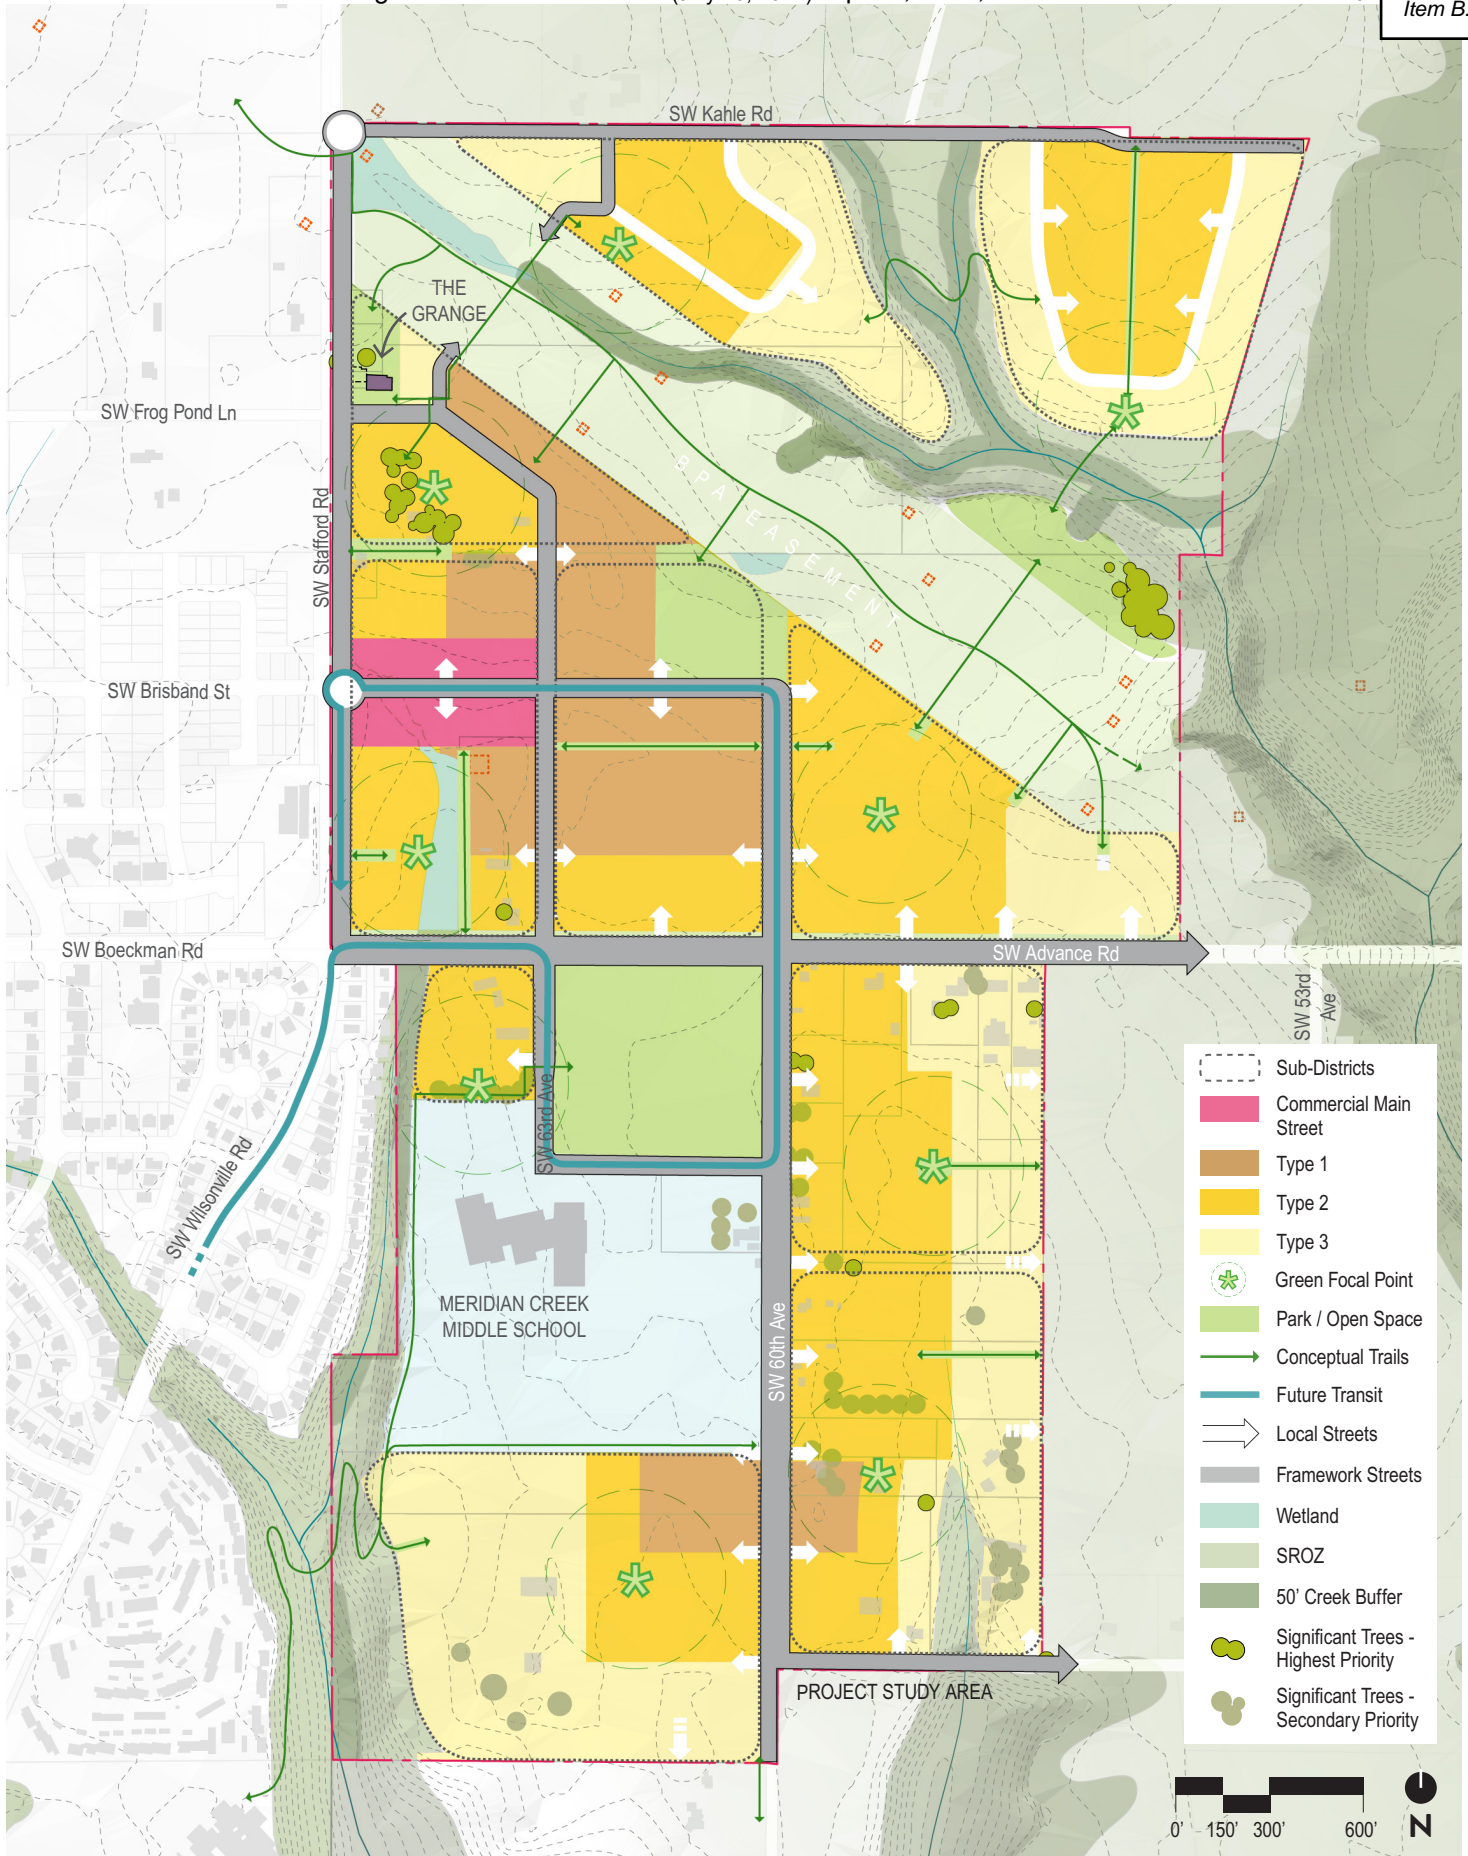 Item B.
SW Kahle Rd
THE
GRANGE
SW Frog Pond Ln
SW Stafford Rd
BPA EASEMENT
SW Brisband St
SW Boeckman Rd
SW Advance Rd
SW 53rd
Ave
SW 63rd Ave
SW Wilsonville Rd
MERIDIAN CREEK
MIDDLE SCHOOL
SW 60th Ave
PROJECT STUDY AREA
Sub-Districts
Commercial Main
Street
Type 1
Type 2
Type 3
Green Focal Point
Park / Open Space
Conceptual Trails
Future Transit
Local Streets
Framework Streets
Wetland
SROZ
50' Creek Buffer
Significant Trees -
Highest Priority
Significant Trees -
Secondary Priority
0' 150' 300' 600'
N